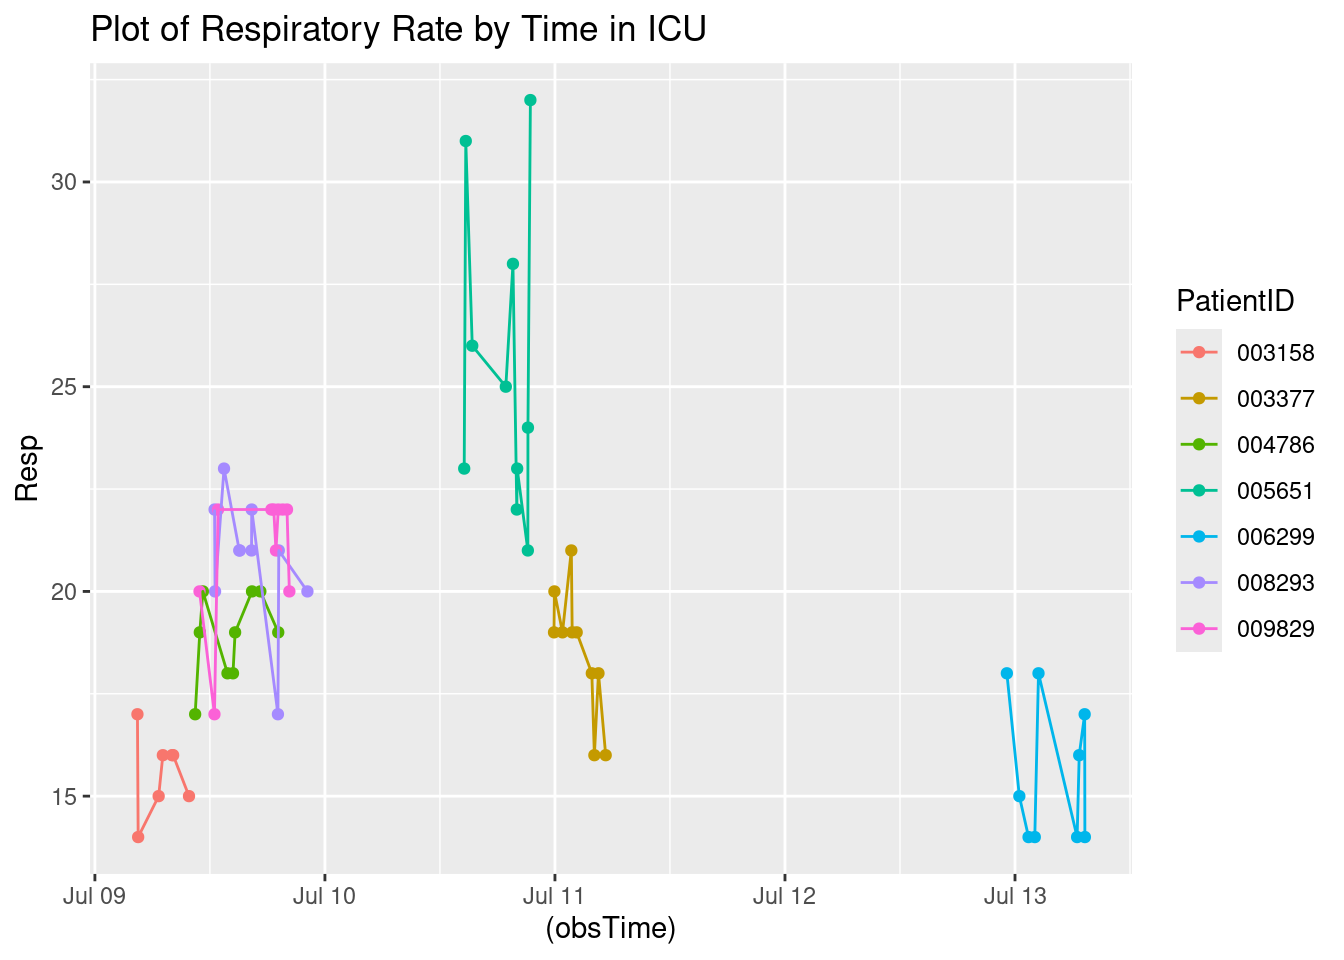 Plot of Respiratory Rate by Time in ICU
30
25
20
15
Resp
Jul 09 Jul 10 Jul 11 Jul 12 Jul 13
(obsTime)
PatientID
003158
003377
004786
005651
006299
008293
009829